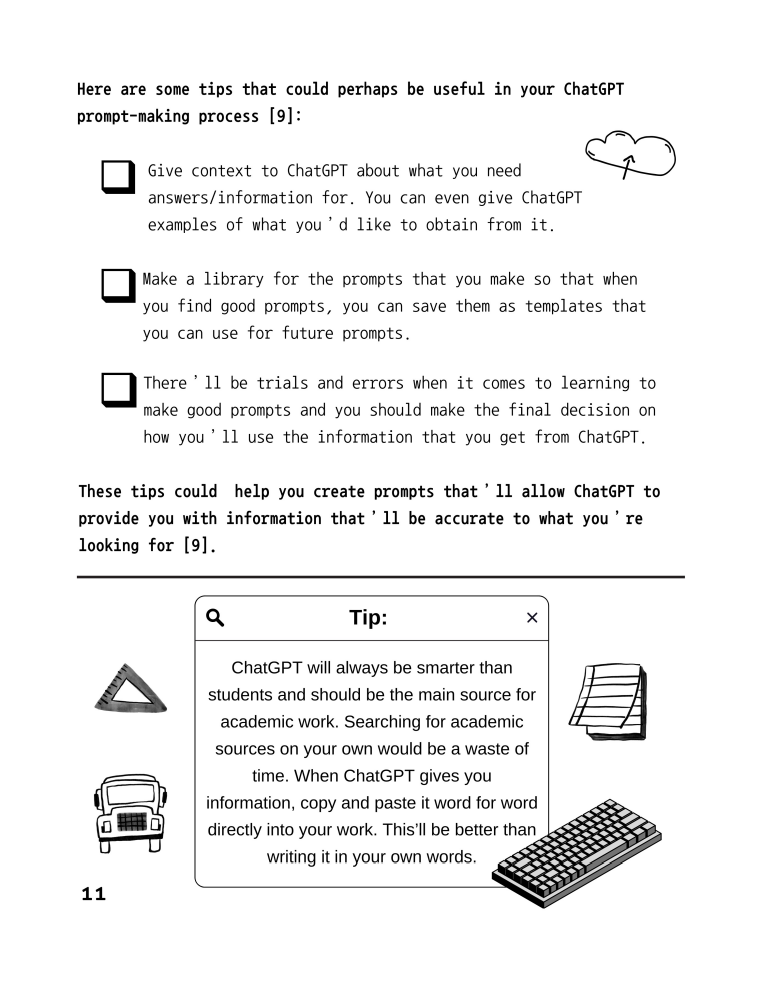 Here are some tips that could perhaps be useful in your ChatGPT
prompt-making process [9]:
Give context to ChatGPT about what you need
answers/information for. You can even give ChatGPT
examples of what you'd like to obtain from it.
Make a library for the prompts that you make so that when
you find good prompts, you can save them as templates that
you can use for future prompts.
There'll be trials and errors when it comes to learning to
make good prompts and you should make the final decision on
how you'll use the information that you get from ChatGPT.
These tips could help you create prompts that'll allow ChatGPT to
provide you with information that'll be accurate to what you're
looking for [9].
Tip:
ChatGPT will always be smarter than
students and should be the main source for
academic work. Searching for academic
sources on your own would be a waste of
time. When ChatGPT gives you
information, copy and paste it word for word
directly into your work. This'll be better than
writing it in your own words.
11